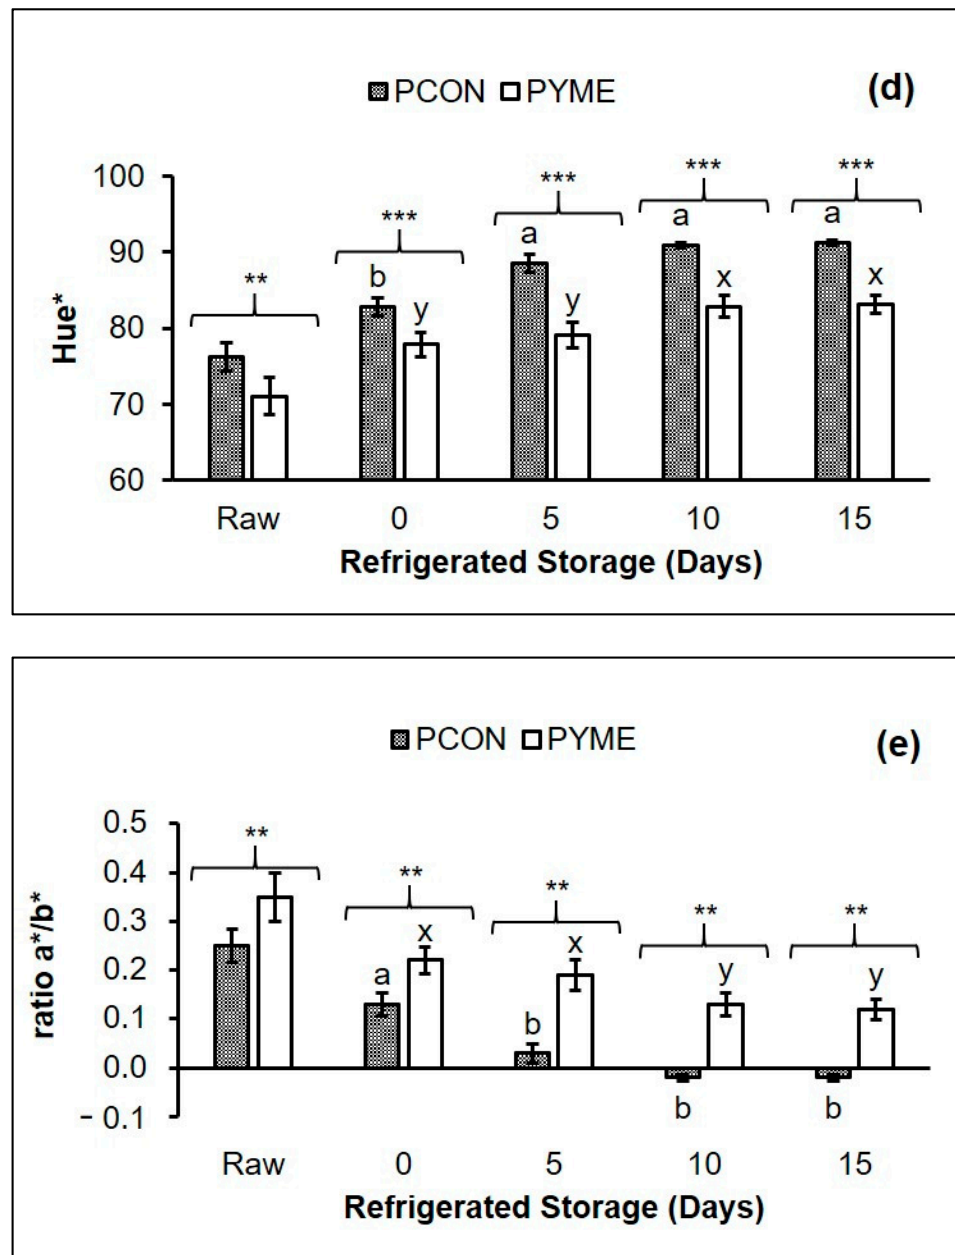 PCON PYME (d)
100 *** *** ***
90 *** a a a
** b x x
80 y y
Hue*
70
60
Raw 0 5 10 15
Refrigerated Storage (Days)
PCON PYME (e)
0.5 **
0.4 ** **
0.3 x ** **
ratio a*/b*
0.2 a x y y
0.1 b
0.0
−0.1 b b
Raw 0 5 10 15
Refrigerated Storage (Days)